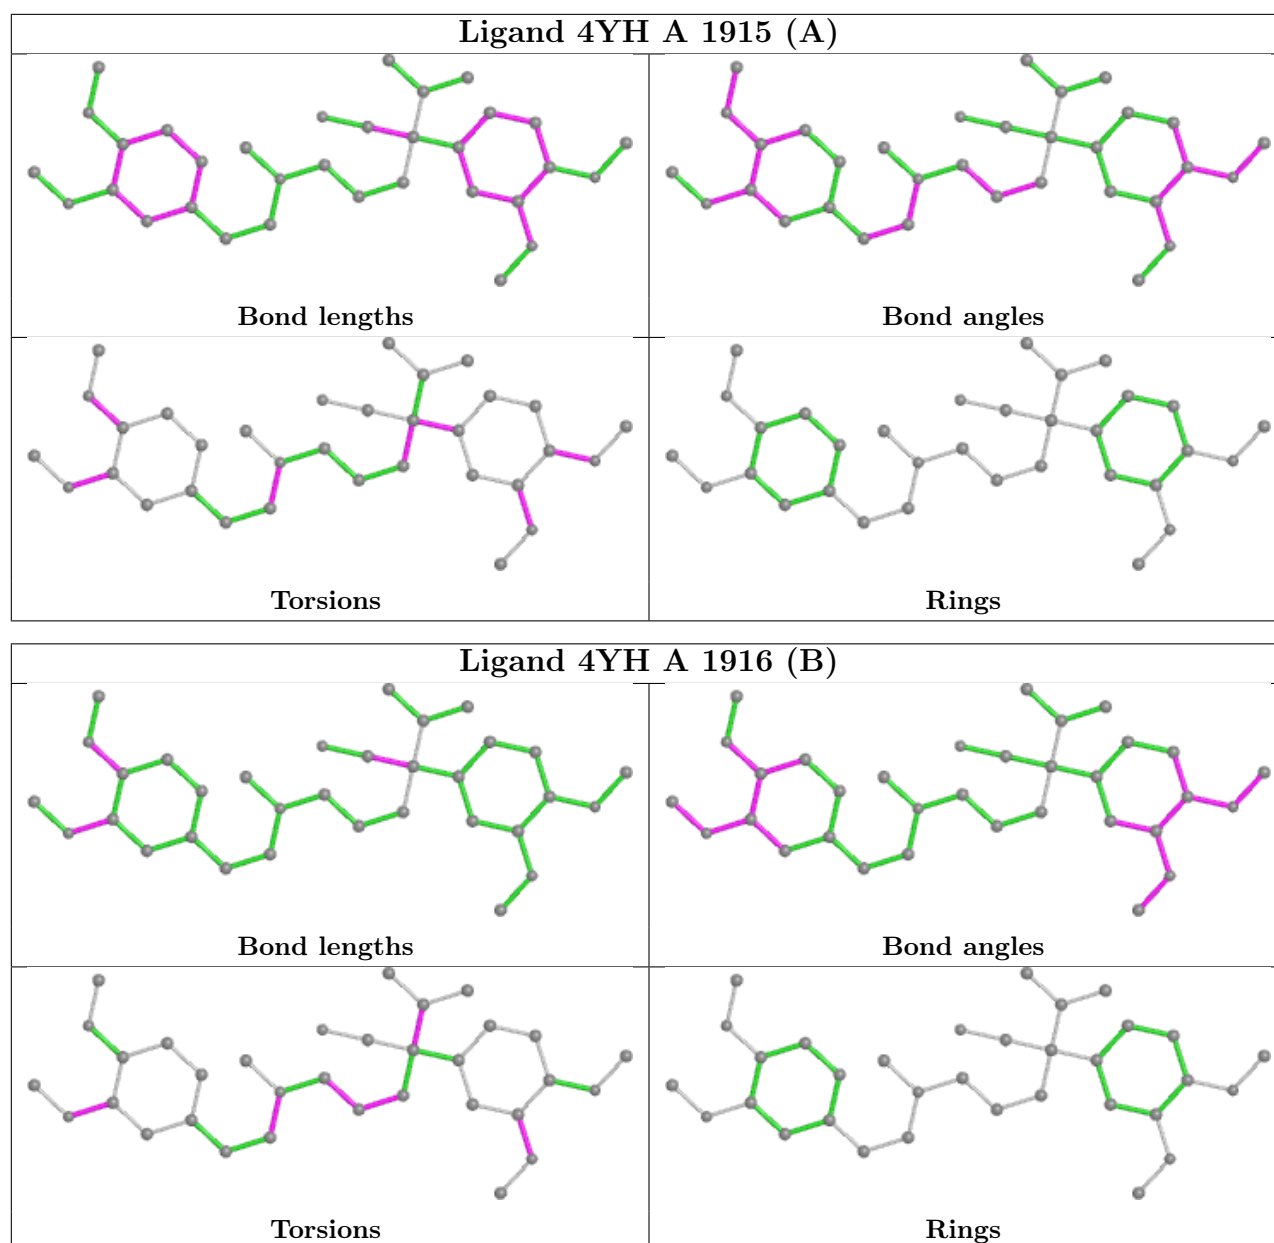 Ligand 4YH A 1915 (A)
Bond lengths
Bond angles
Torsions
Rings
Ligand 4YH A 1916 (B)
Bond lengths
Bond angles
Torsions
Rings